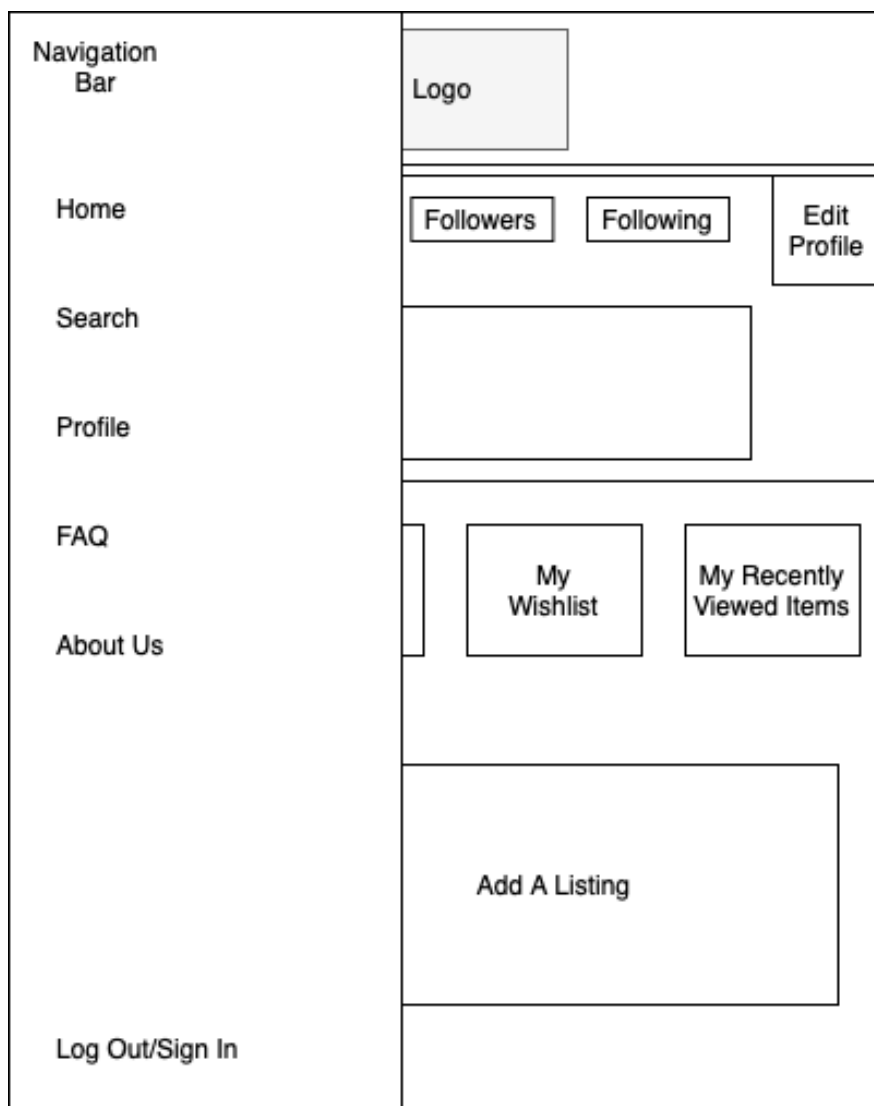 Navigation
Bar
Logo
Home
Followers
Following
Edit
Profile
Search
Profile
FAQ
My
Wishlist
My Recently
Viewed Items
About Us
Add A Listing
Log Out/Sign In